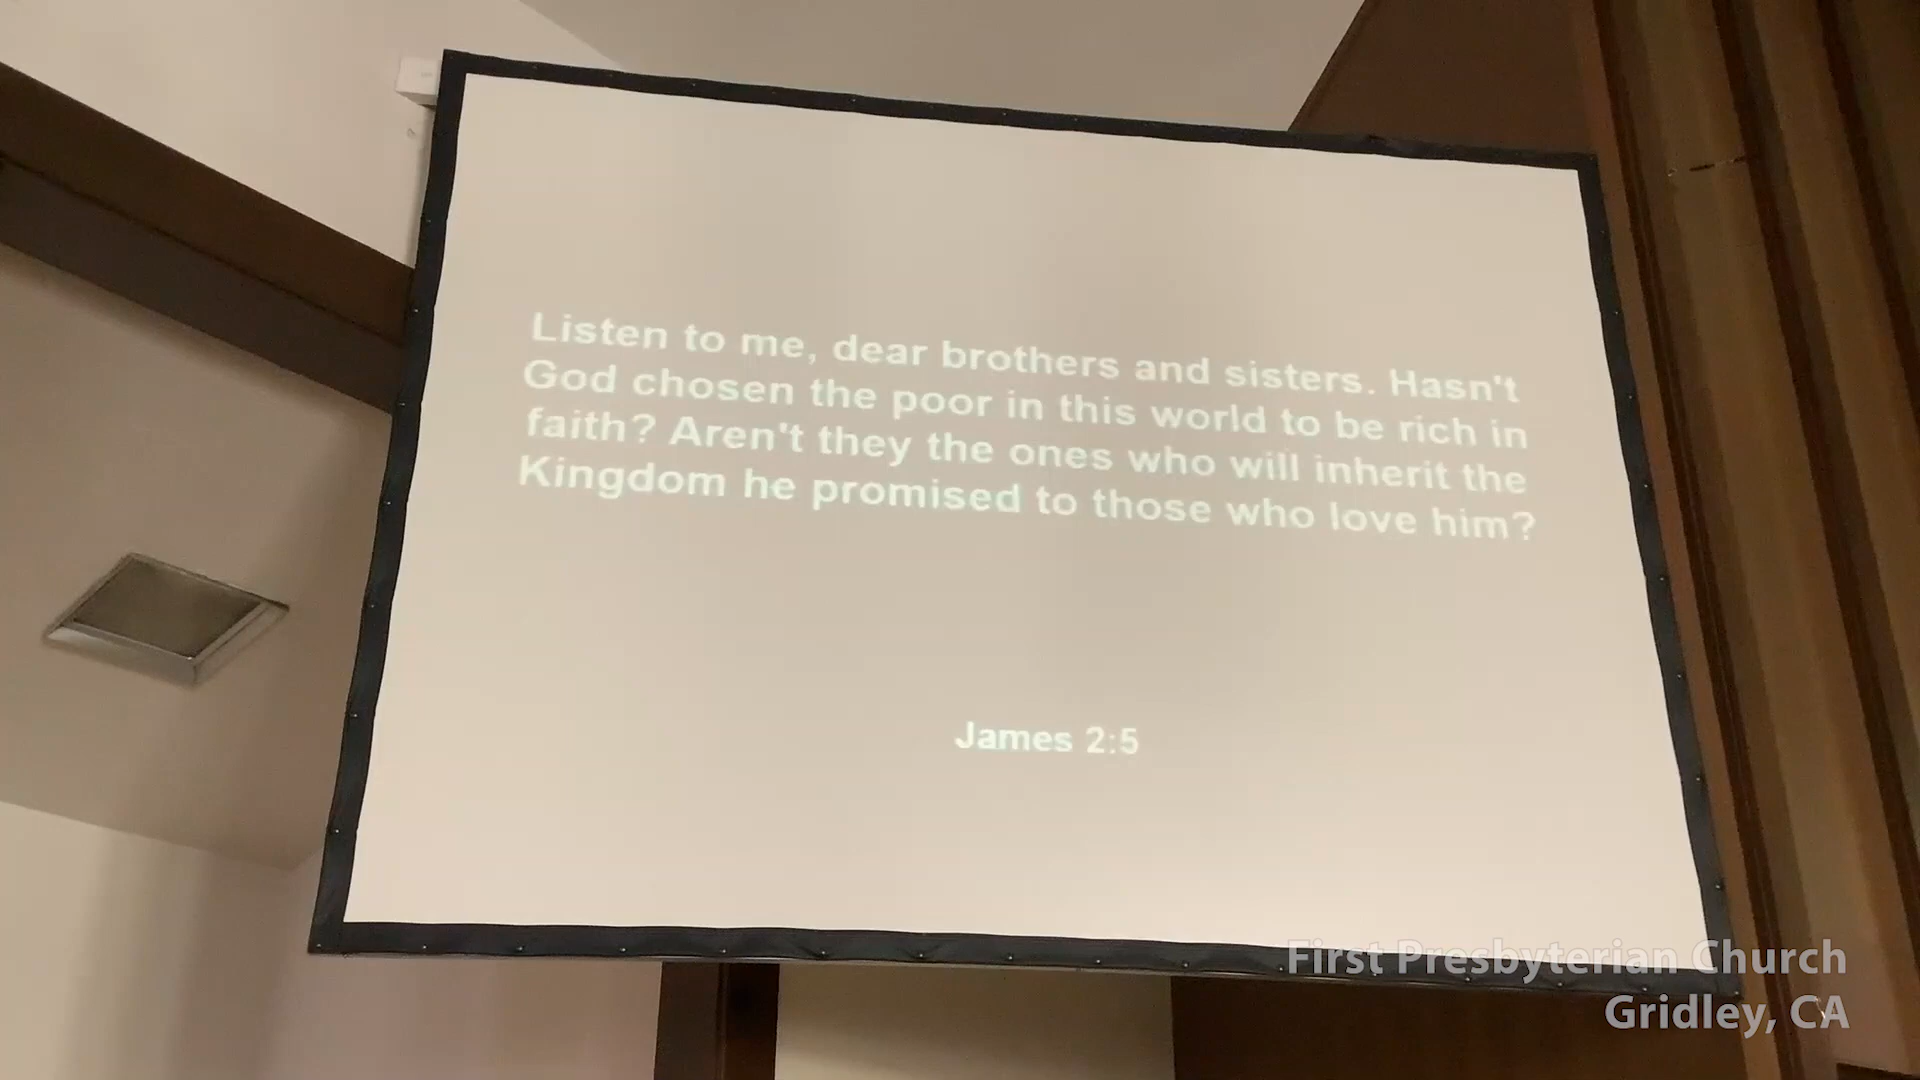 Listen to me, dear brothers and sisters. Hasn't
God chosen the poor in this world to be rich in
faith? Aren't they the ones who will inherit the
Kingdom he promised to those who love him?
James 2:5
First Presbyterian Church
Gridley, CA